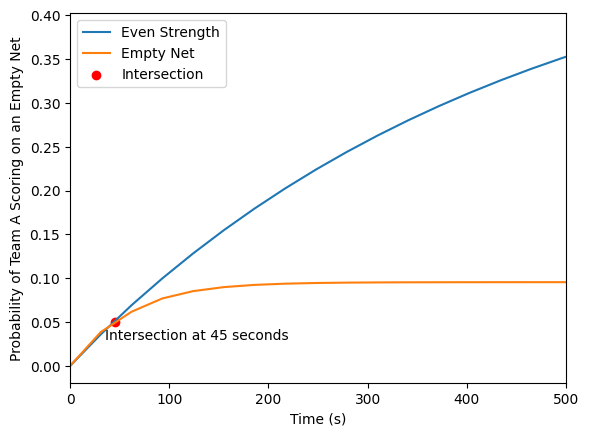 0.40
0.35
0.30
0.25
0.20
0.15
0.10
0.05
0.00
Probability of Team A Scoring on an Empty Net
Even Strength
Empty Net
Intersection
Intersection at 45 seconds
0 100 200 300 400 500
Time (s)